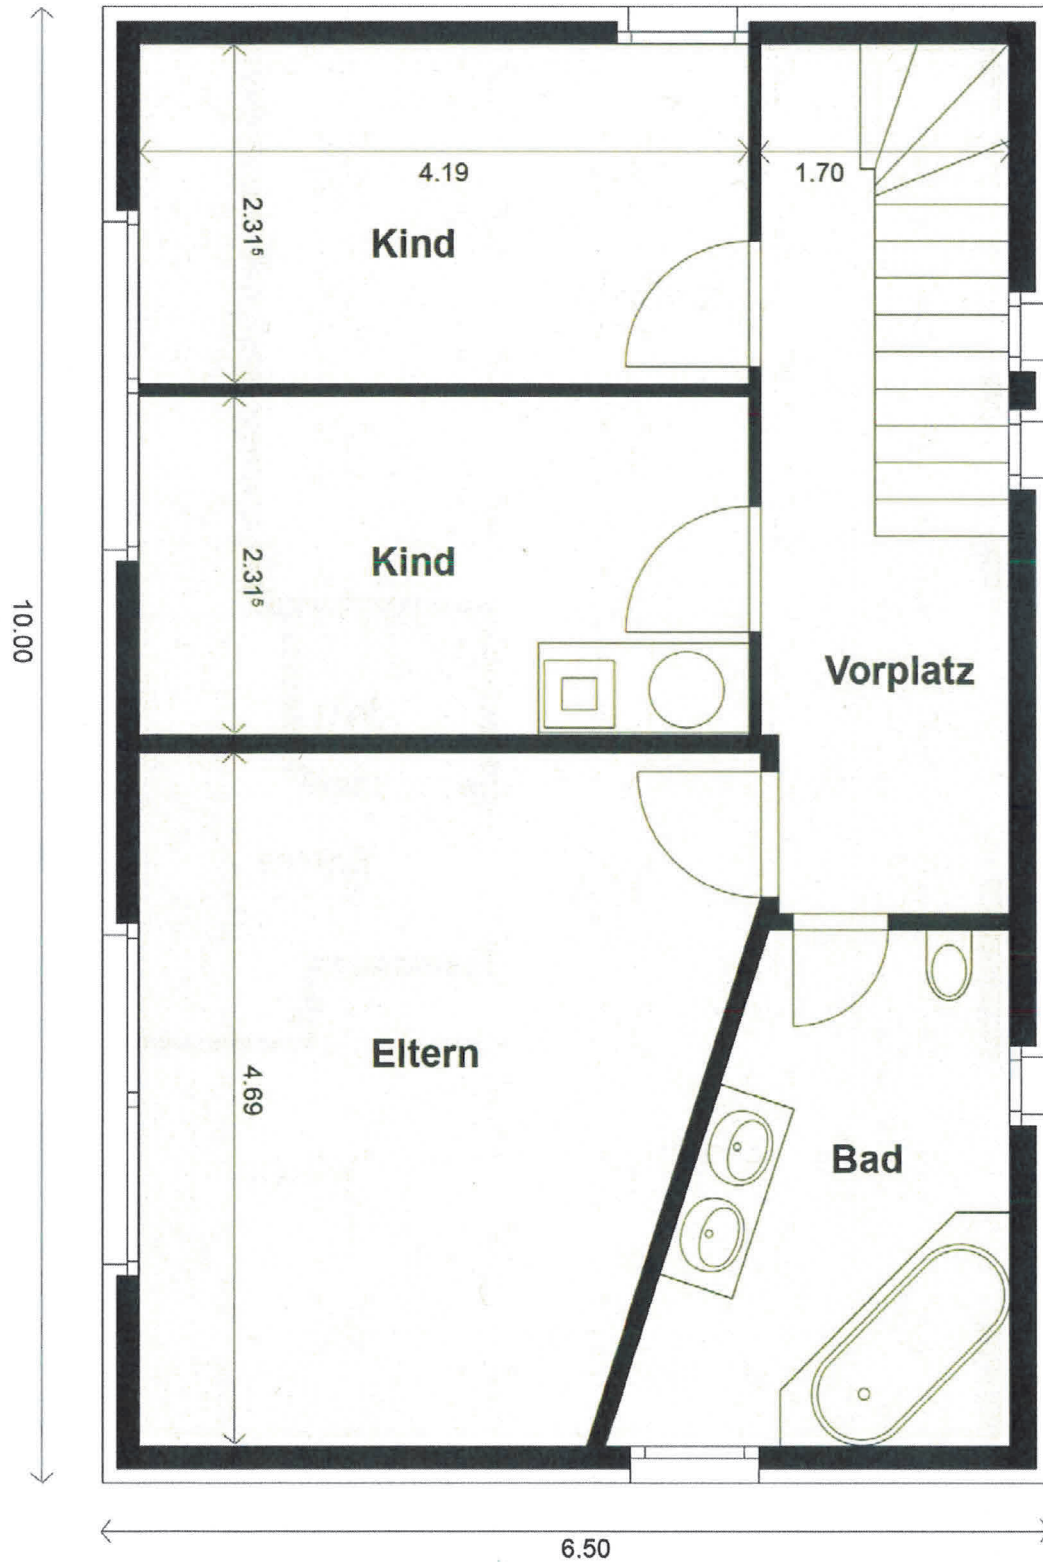 4.19
1.70
2.31⁵
Kind
Kind
2.31⁵
10.00
Vorplatz
Eltern
4.69
Bad
6.50